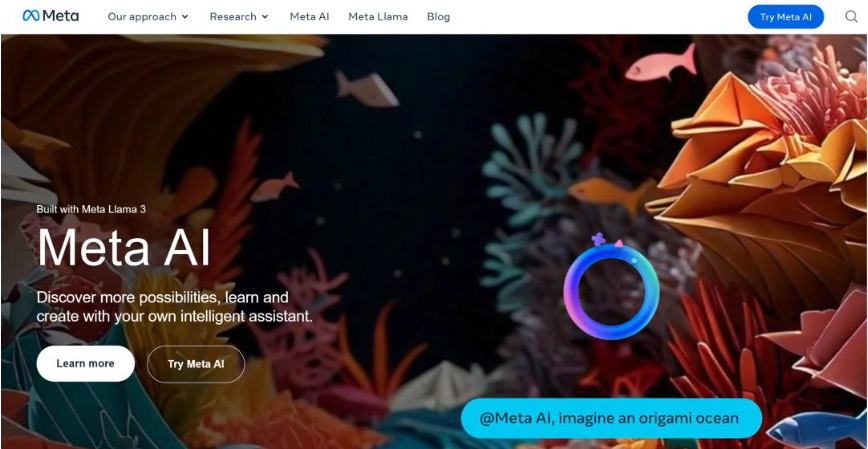 Meta
Our approach
Research
Meta AI
Meta Llama
Blog
Try Meta AI
Built with Meta Llama 3
Meta AI
Discover more possibilities, learn and
create with your own intelligent assistant.
Learn more
Try Meta AI
@Meta AI, imagine an origami ocean